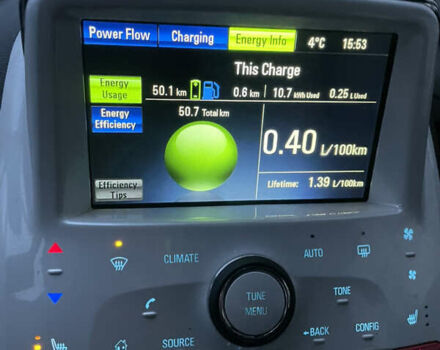 Power Flow Charging Energy Info 4°C 15:53
This Charge
Energy
Usage
50.1 km 0.6 km 10.7 kWh Used 0.25 L Used
50.7 Total km
Energy
Efficiency
0.40 L/100km
Lifetime: 1.39 L/100km
Efficiency
Tips
CLIMATE AUTO
TUNE
MENU
TONE
SOURCE BACK CONFIG